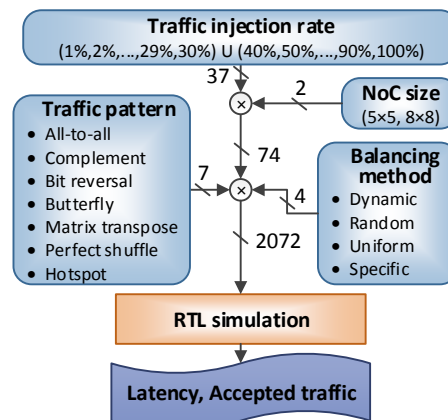 Traffic injection rate
(1%,2%,...,29%,30%) U (40%,50%,...,90%,100%)
37
2
NoC size
(5×5, 8×8)
×
Traffic pattern
• All-to-all
• Complement
• Bit reversal
• Butterfly
• Matrix transpose
• Perfect shuffle
• Hotspot
74
7
×
4
Balancing
method
• Dynamic
• Random
• Uniform
• Specific
2072
RTL simulation
Latency, Accepted traffic